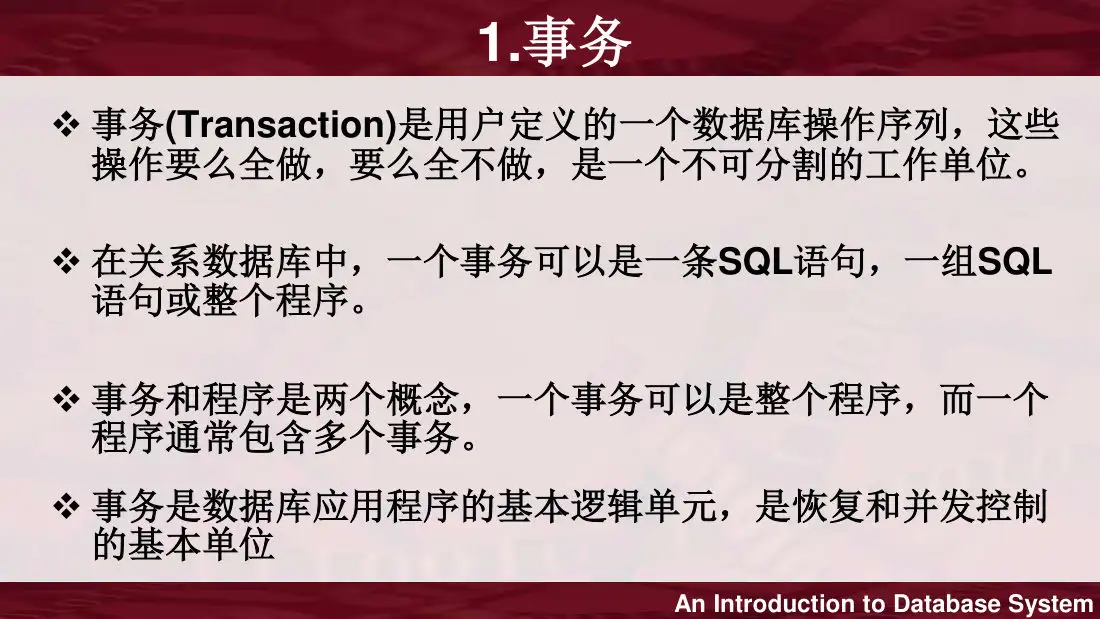 1.事务
❖ 事务(Transaction)是用户定义的一个数据库操作序列，这些
操作要么全做，要么全不做，是一个不可分割的工作单位。
❖ 在关系数据库中，一个事务可以是一条SQL语句，一组SQL
语句或整个程序。
❖ 事务和程序是两个概念，一个事务可以是整个程序，而一个
程序通常包含多个事务。
❖ 事务是数据库应用程序的基本逻辑单元，是恢复和并发控制
的基本单位
An Introduction to Database System